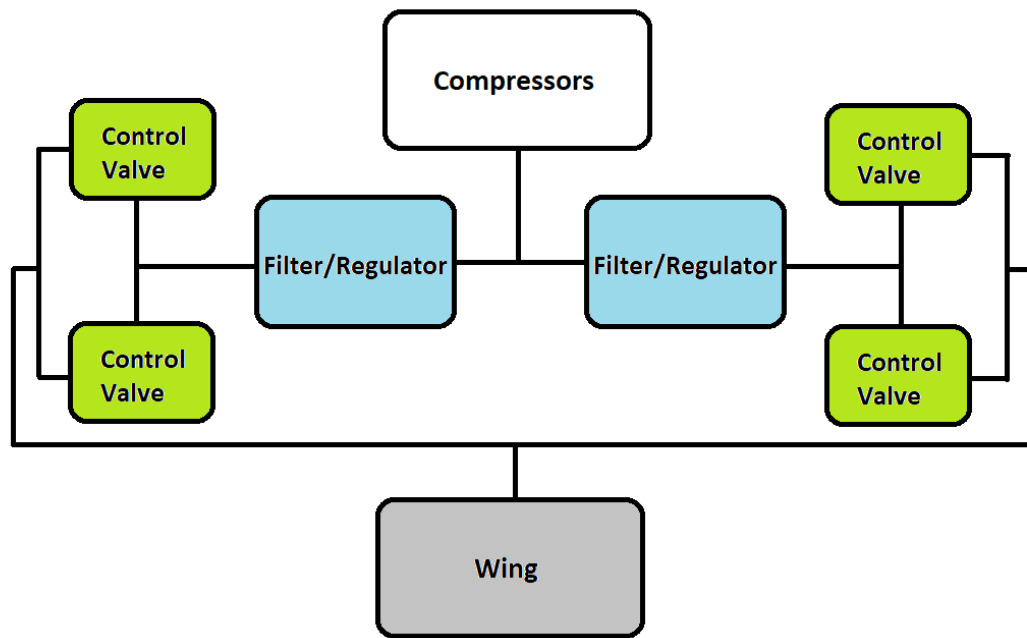 Compressors
Control
Valve
Control
Valve
Filter/Regulator
Filter/Regulator
Control
Valve
Control
Valve
Wing